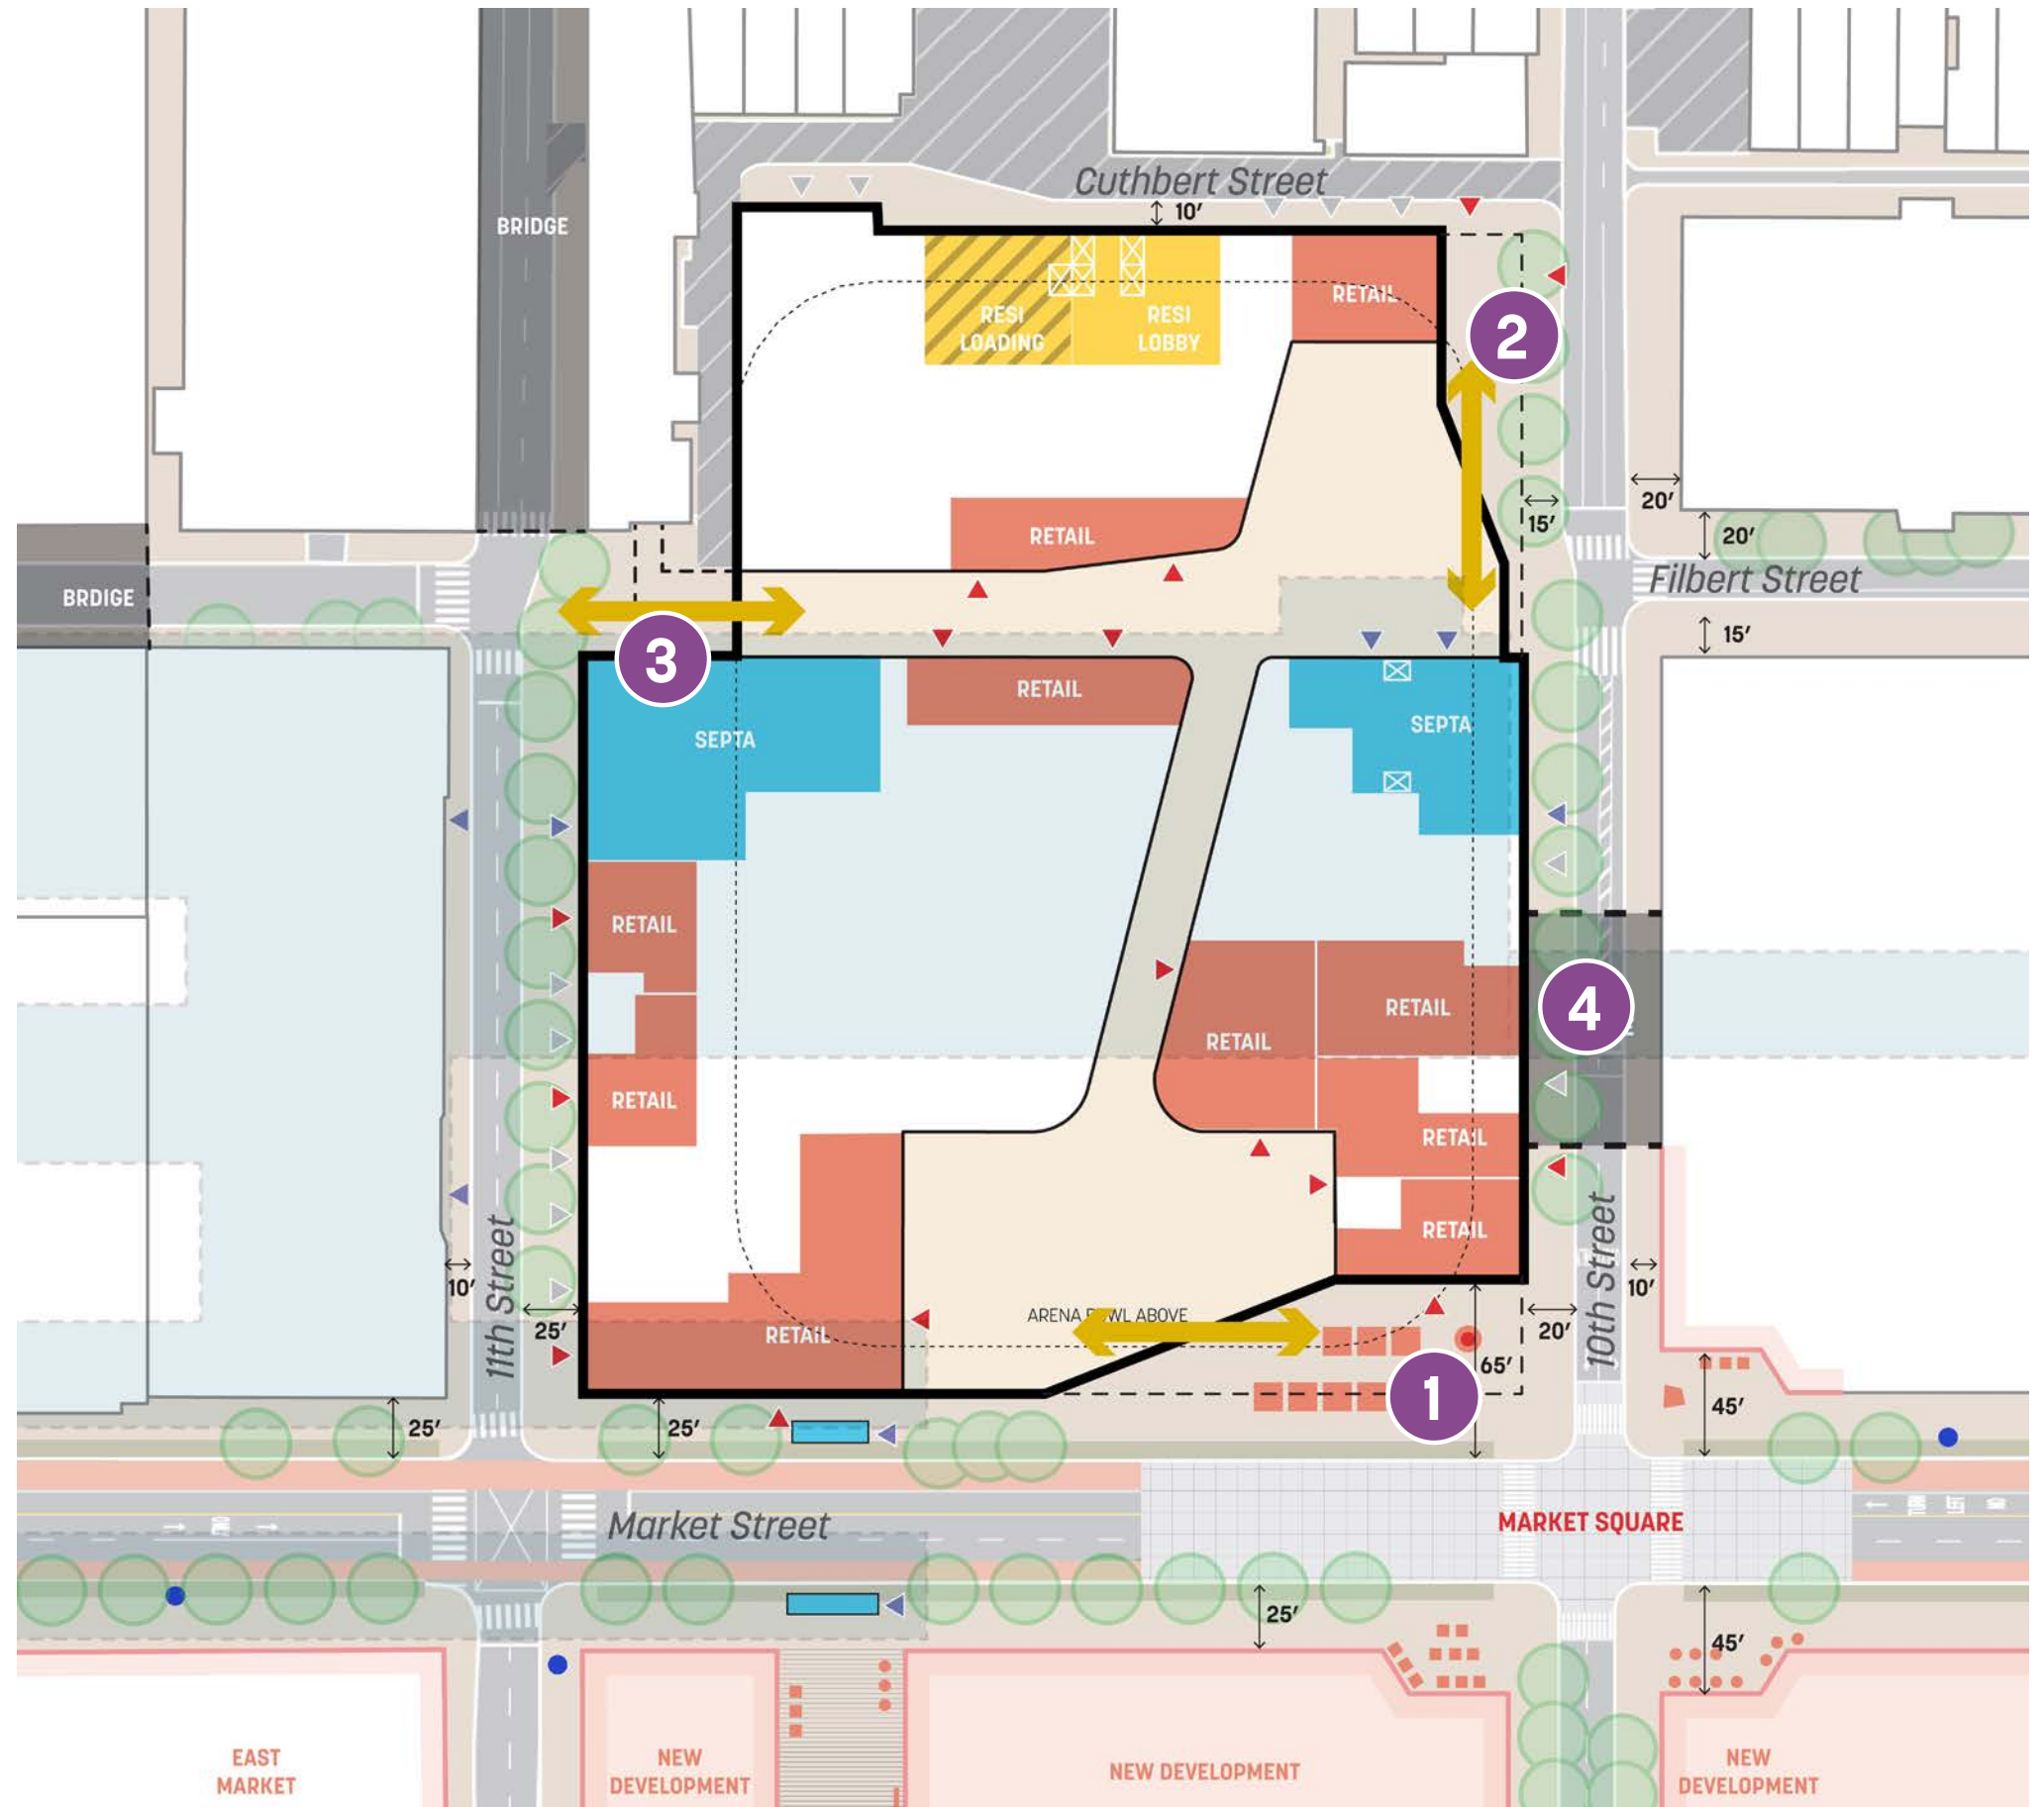 Cuthbert Street
10'
BRIDGE
RETAIL
RESI
LOADING
RESI
LOBBY
2
20'
15'
20'
RETAIL
Filbert Street
BRDIGE
15'
3
RETAIL
SEPTA
SEPTA
RETAIL
4
RETAIL
RETAIL
RETAIL
RETAIL
RETAIL
10'
11th Street
25'
ARENA
ABOVE
RETAIL
20'
10th Street
10'
65'
1
45'
25'
25'
Market Street
MARKET SQUARE
25'
45'
EAST
MARKET
NEW
DEVELOPMENT
NEW DEVELOPMENT
NEW
DEVELOPMENT